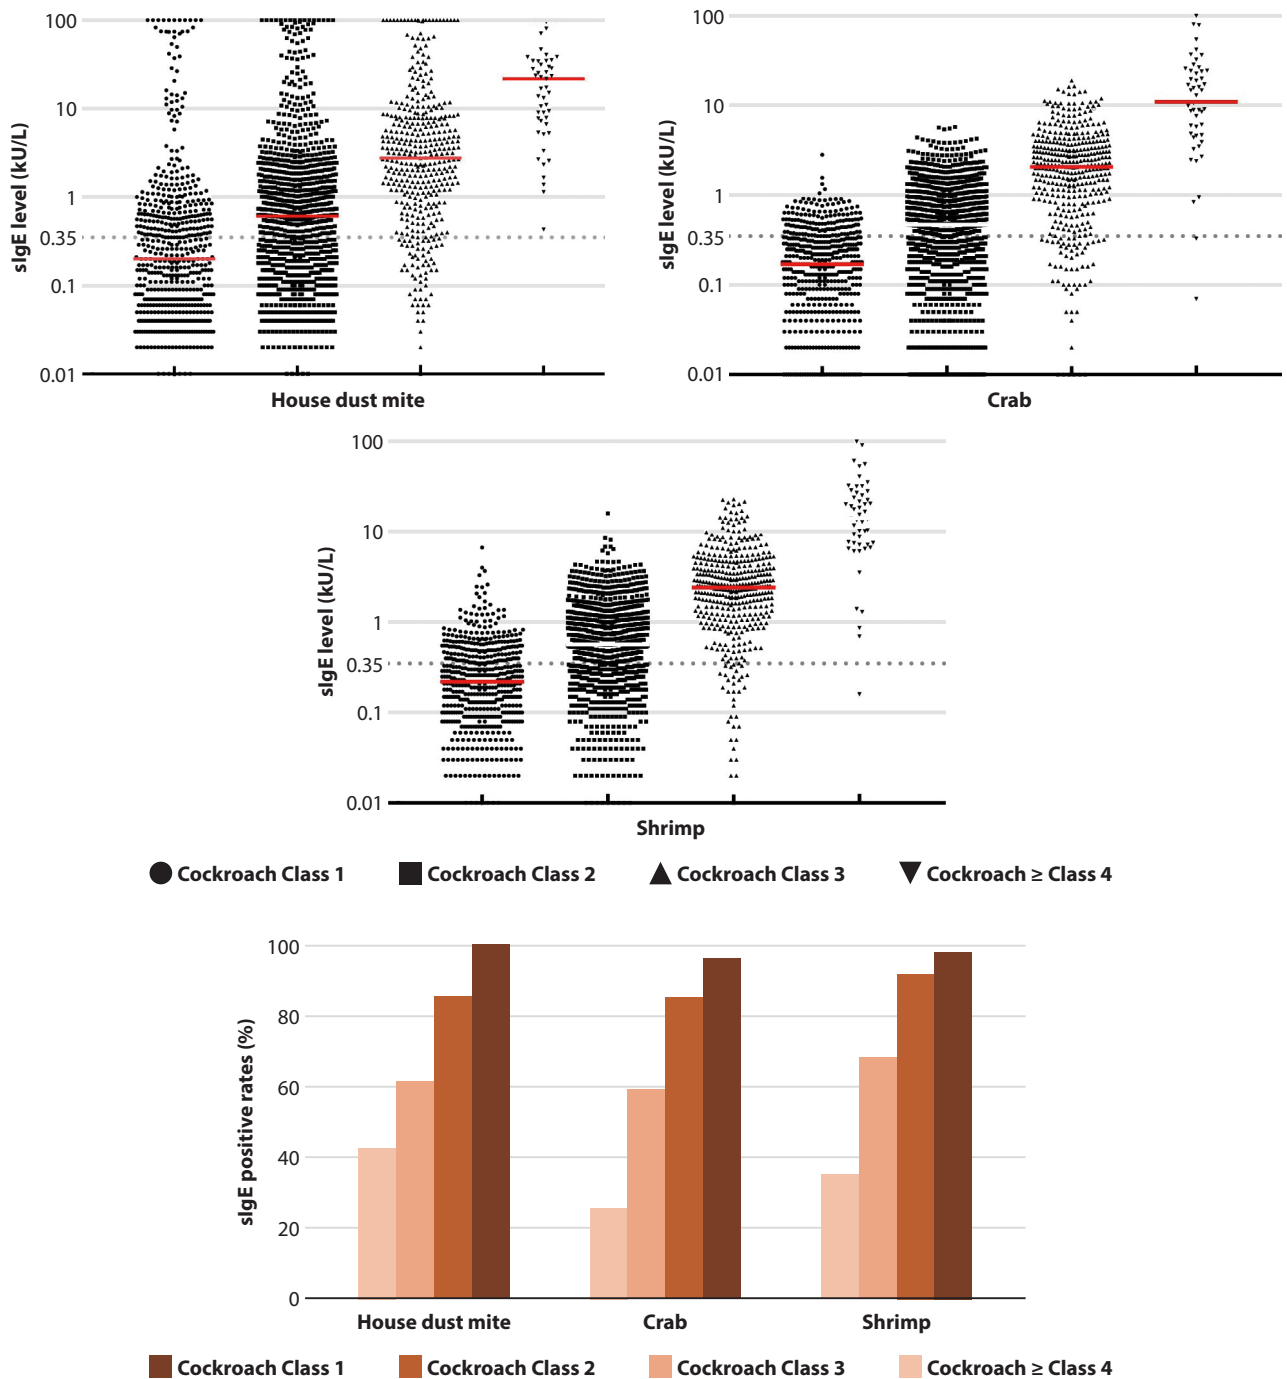 100
10
1
0.35
0.1
0.01
sIgE level (kU/L)
House dust mite
100
10
1
0.35
0.1
0.01
sIgE level (kU/L)
Crab
100
10
1
0.35
0.1
0.01
sIgE level (kU/L)
Shrimp
Cockroach Class 1
Cockroach Class 2
Cockroach Class 3
Cockroach ≥ Class 4
100
80
60
40
20
0
sIgE positive rates (%)
House dust mite
Crab
Shrimp
Cockroach Class 1
Cockroach Class 2
Cockroach Class 3
Cockroach ≥ Class 4